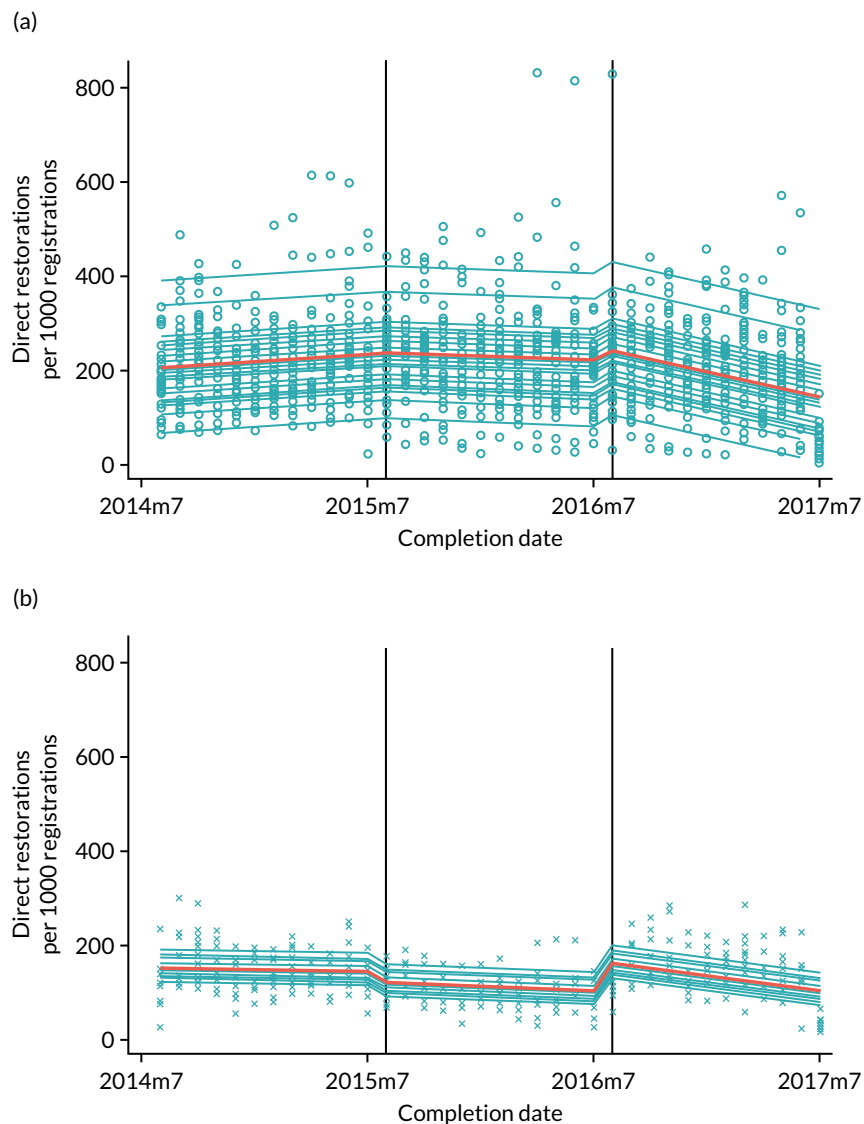 (a)
Direct restorations
per 1000 registrations
800
600
400
200
0
2014m7 2015m7 2016m7 2017m7
Completion date
(b)
Direct restorations
per 1000 registrations
800
600
400
200
0
2014m7 2015m7 2016m7 2017m7
Completion date